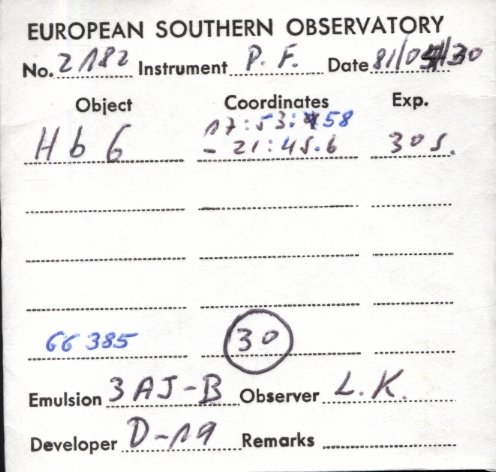 EUROPEAN SOUTHERN OBSERVATORY
No. 2182 Instrument P. F. Date 81/04/30
Object Coordinates Exp.
Hb 6 17:53:58 30 s.
- 21:45.6
66 385 30
Emulsion 3AJ-B Observer L.K.
Developer D-19 Remarks